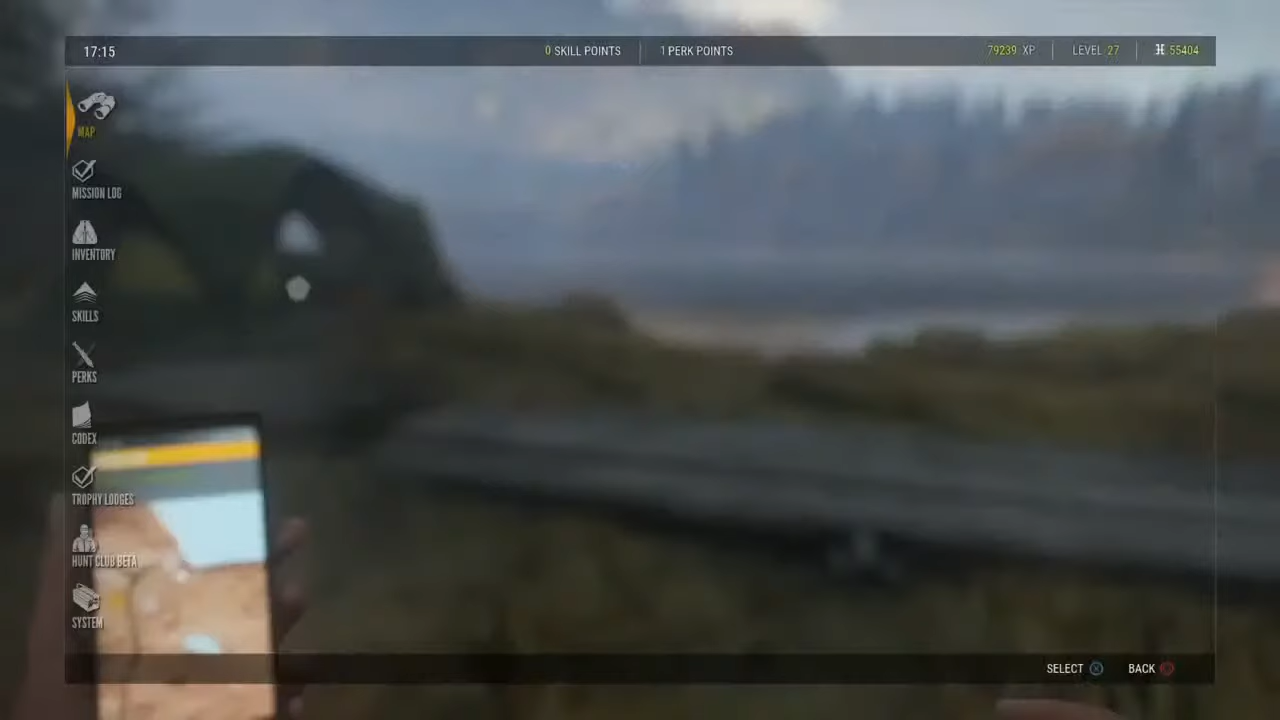 17:15
0 SKILL POINTS
1 PERK POINTS
79239 XP
LEVEL 27
55404
MAP
MISSION LOG
INVENTORY
SKILLS
PERKS
CODEX
TROPHY LODGES
HUNT CLUB BETA
SYSTEM
SELECT
BACK